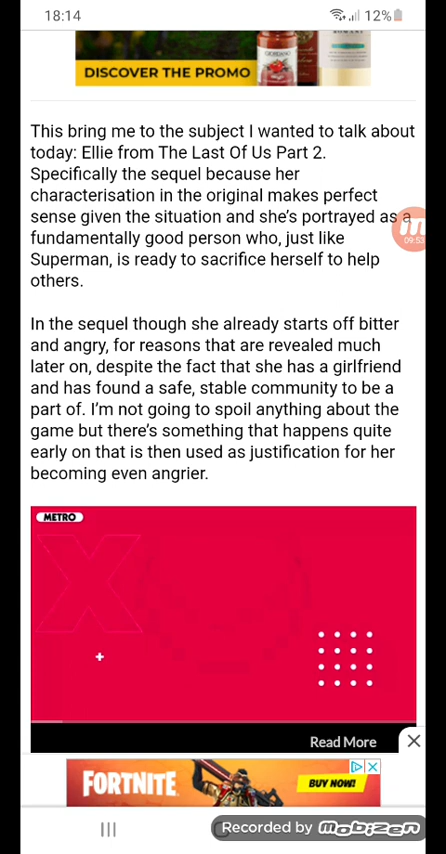 18:14
12%
DISCOVER THE PROMO
This bring me to the subject I wanted to talk about
today: Ellie from The Last Of Us Part 2.
Specifically the sequel because her
characterisation in the original makes perfect
sense given the situation and she’s portrayed as a
fundamentally good person who, just like
Superman, is ready to sacrifice herself to help
others.
09:53
In the sequel though she already starts off bitter
and angry, for reasons that are revealed much
later on, despite the fact that she has a girlfriend
and has found a safe, stable community to be a
part of. I’m not going to spoil anything about the
game but there’s something that happens quite
early on that is then used as justification for her
becoming even angrier.
METRO
X
Read More
FORTNITE
BUY NOW!
Recorded by mobizen